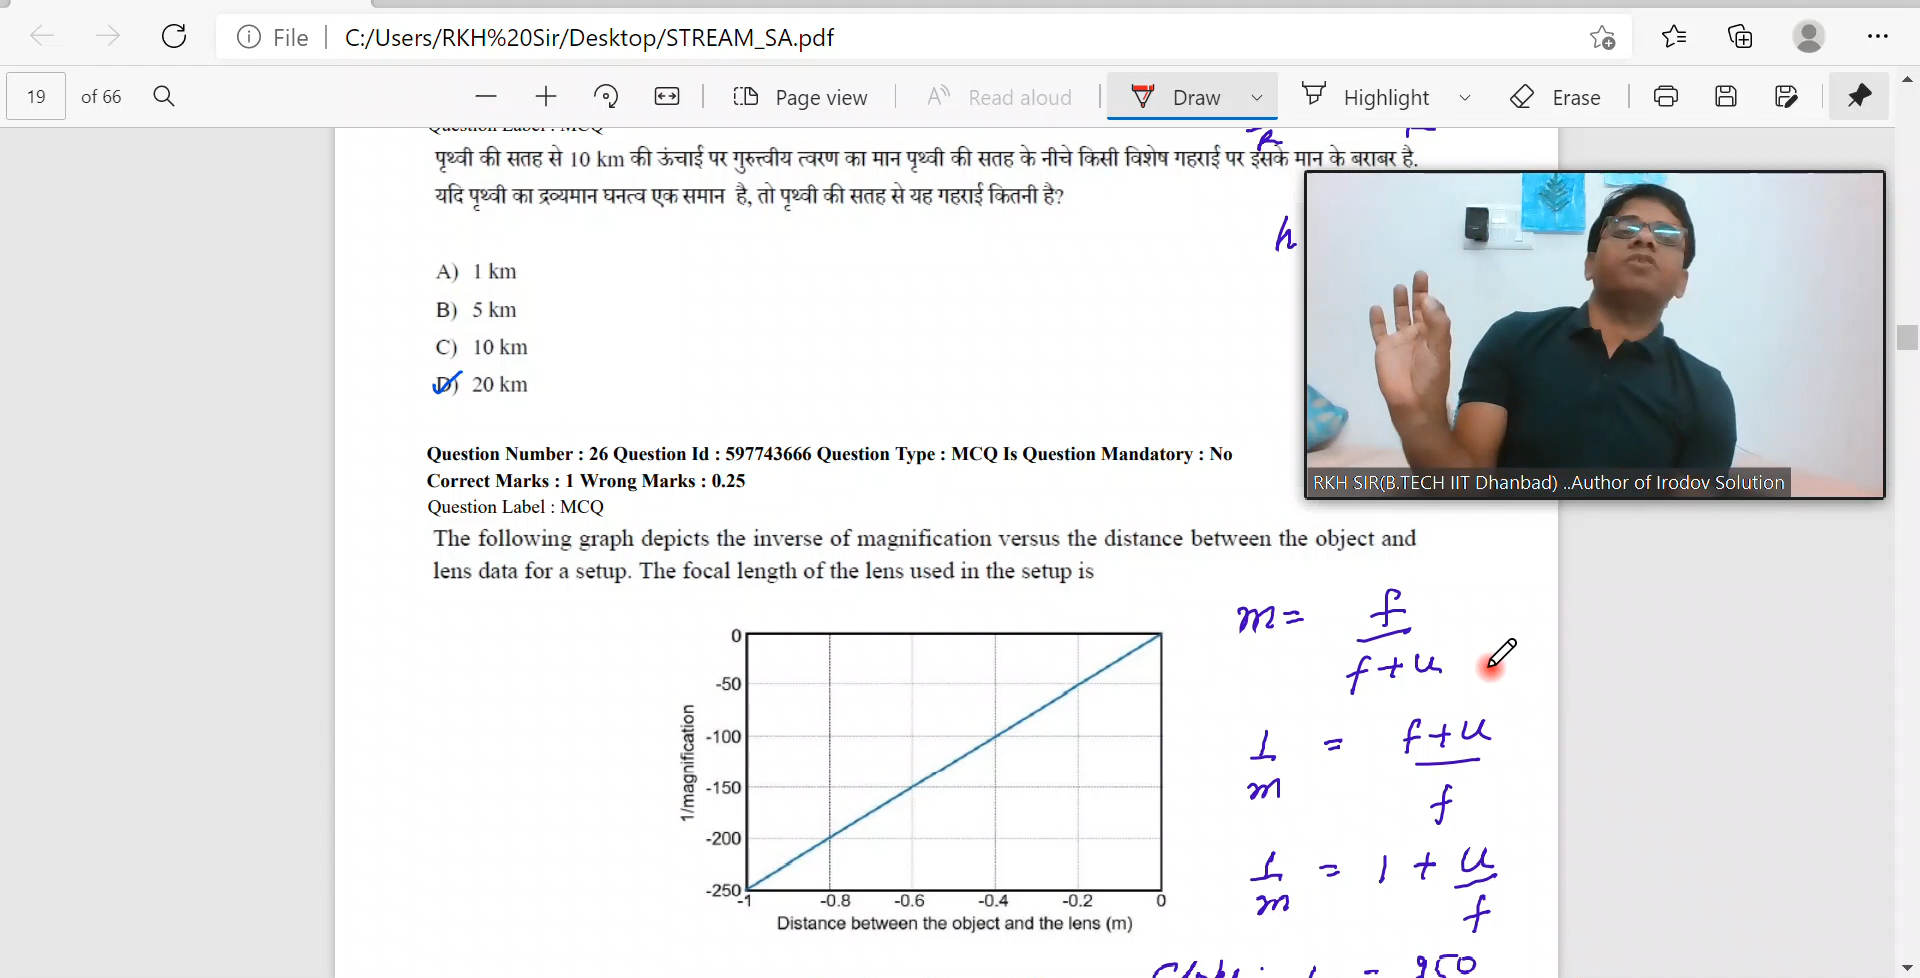 File | C:/Users/RKH%20Sir/Desktop/STREAM_SA.pdf
19 of 66 Page view Read aloud Draw Highlight Erase
Question Label : MCQ
पृथ्वी की सतह से 10 km की ऊंचाई पर गुरुत्वीय त्वरण का मान पृथ्वी की सतह के नीचे किसी विशेष गहराई पर इसके मान के बराबर है.
यदि पृथ्वी का द्रव्यमान घनत्व एक समान है, तो पृथ्वी की सतह से यह गहराई कितनी है?
h
A) 1 km
B) 5 km
C) 10 km
D) 20 km
RKH SIR(B.TECH IIT Dhanbad) ..Author of Irodov Solution
Question Number : 26 Question Id : 597743666 Question Type : MCQ Is Question Mandatory : No
Correct Marks : 1 Wrong Marks : 0.25
Question Label : MCQ
The following graph depicts the inverse of magnification versus the distance between the object and
lens data for a setup. The focal length of the lens used in the setup is
1/magnification
0
-50
-100
-150
-200
-250
-1 -0.8 -0.6 -0.4 -0.2 0
Distance between the object and the lens (m)
m = f
f+u
1 = f+u
m f
1 = 1 + u
m f
= 250